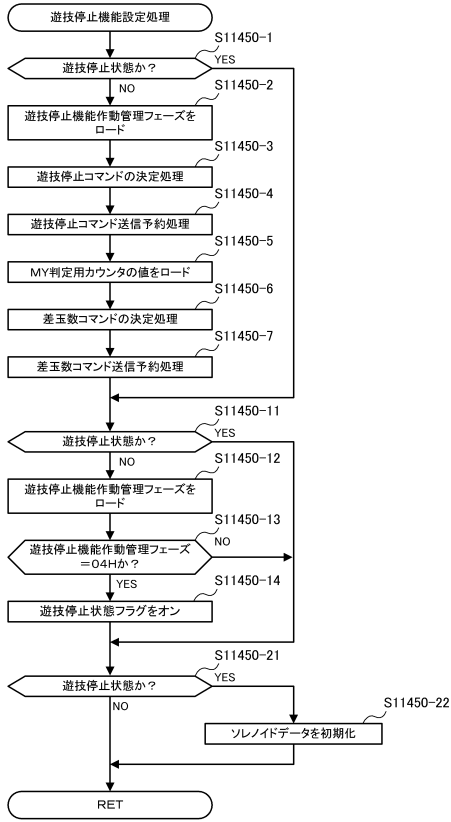 遊技停止機能設定処理
S11450-1
遊技停止状態か？
YES
NO
S11450-2
遊技停止機能作動管理フェーズを
ロード
S11450-3
遊技停止コマンドの決定処理
S11450-4
遊技停止コマンド送信予約処理
S11450-5
ＭＹ判定用カウンタの値をロード
S11450-6
差玉数コマンドの決定処理
S11450-7
差玉数コマンド送信予約処理
S11450-11
遊技停止状態か？
YES
NO
S11450-12
遊技停止機能作動管理フェーズを
ロード
S11450-13
遊技停止機能作動管理フェーズ
＝０４Ｈか？
NO
YES
S11450-14
遊技停止状態フラグをオン
S11450-21
遊技停止状態か？
YES
NO
S11450-22
ソレノイドデータを初期化
ＲＥＴ